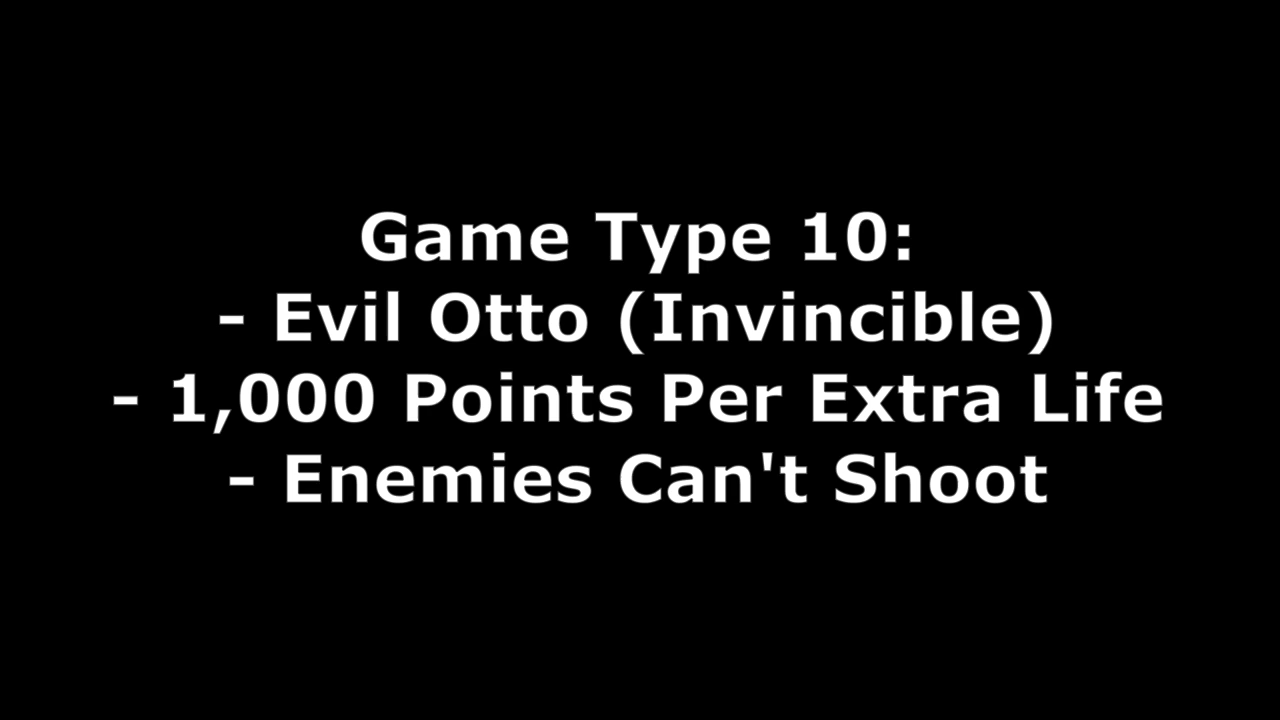 Game Type 10:
- Evil Otto (Invincible)
- 1,000 Points Per Extra Life
- Enemies Can't Shoot